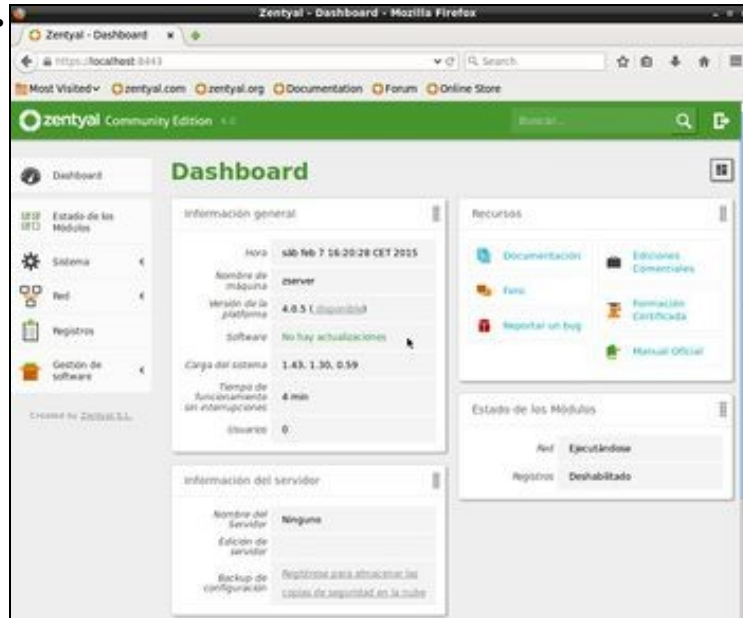 Zentyal - Dashboard - Mozilla Firefox
Zentyal - Dashboard
https://localhost:8443
Search
Most Visited
zentyal.com
zentyal.org
Documentation
Forum
Online Store
zentyal Community Edition 4.0
Buscar...
Dashboard
Estado de los Módulos
Sistema
Red
Registros
Gestión de software
Created by Zentyal S.L.
Dashboard
Información general
Hora sáb feb 7 16:20:28 CET 2015
Nombre de máquina zserver
Versión de la plataforma 4.0.5 ( disponible)
Software No hay actualizaciones
Carga del sistema 1.43, 1.30, 0.59
Tiempo de funcionamiento sin interrupciones 4 min
Usuarios 0
Información del servidor
Nombre del Servidor Ninguno
Edición de servidor
Backup de configuración Regístrese para almacenar las copias de seguridad en la nube
Recursos
Documentación
Foro
Reportar un bug
Ediciones Comerciales
Formación Certificada
Manual Oficial
Estado de los Módulos
Red Ejecutándose
Registros Deshabilitado